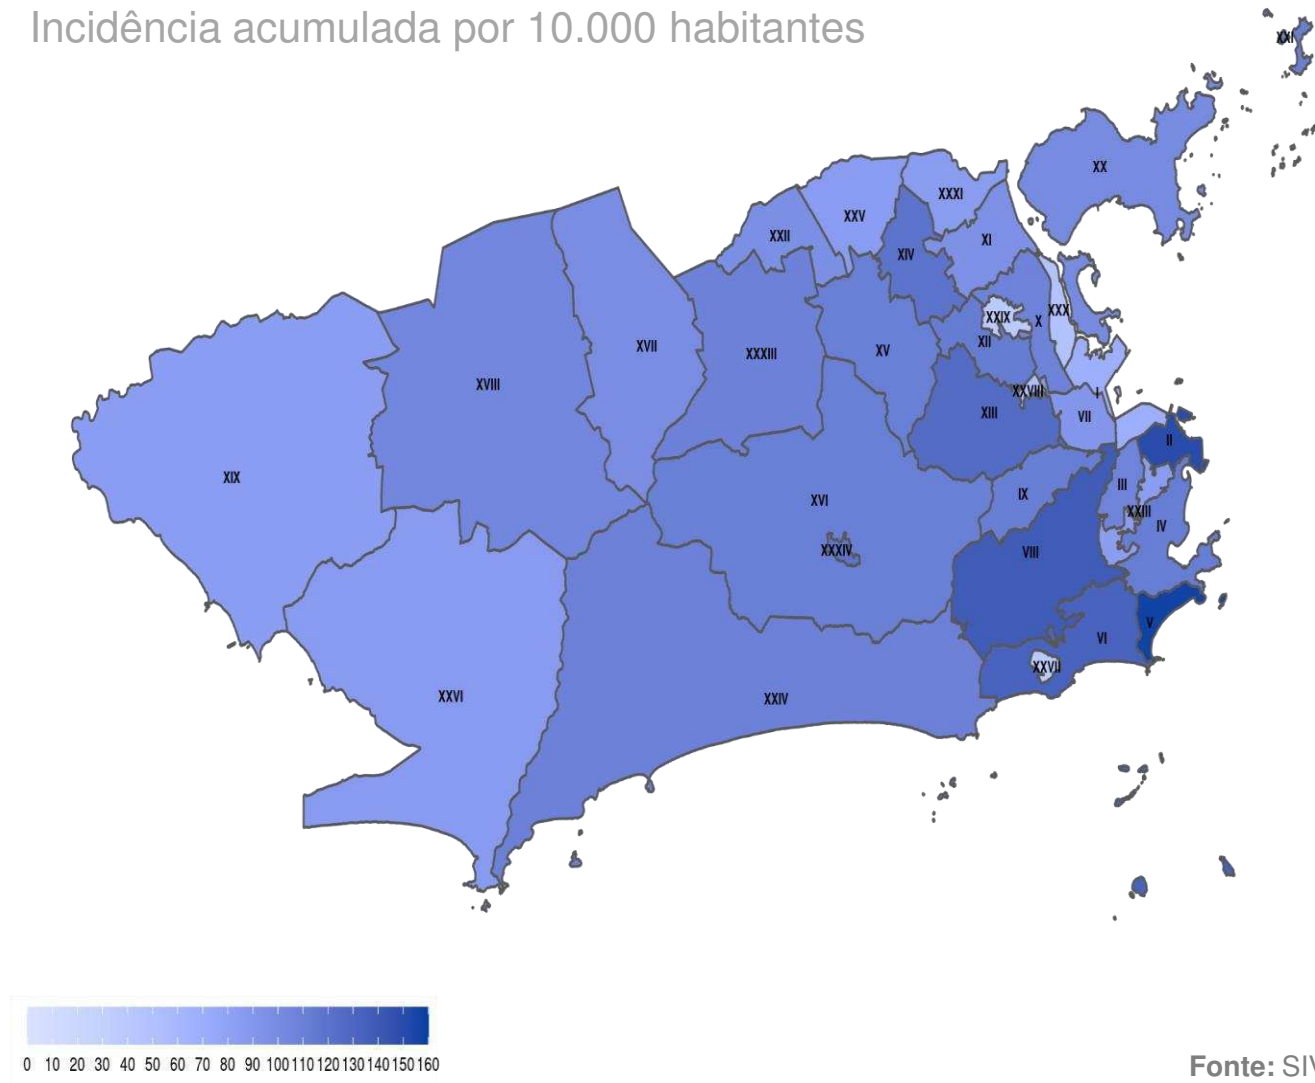 Incidência acumulada por 10.000 habitantes
XXI
XX
XXXI
XXV
XXII
XI
XIV
XXX
XXIX
X
XII
XVII
XXXIII
XV
XVIII
XXVIII
I
XIII
VII
II
XIX
III
IX
XVI
XXIII
IV
XXXIV
VIII
V
VI
XXVII
XXVI
XXIV
0 10 20 30 40 50 60 70 80 90 100 110 120 130 140 150 160
Fonte: SIV